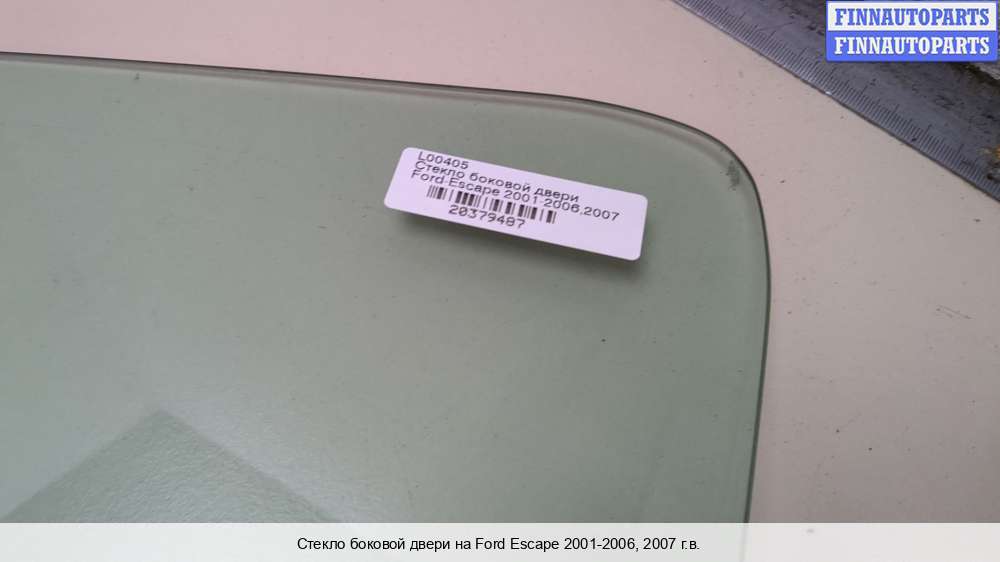 FINNAUTOPARTS
FINNAUTOPARTS
L00405
Стекло боковой двери
Ford-Escape 2001-2006,2007
20379487
Стекло боковой двери на Ford Escape 2001-2006, 2007 г.в.